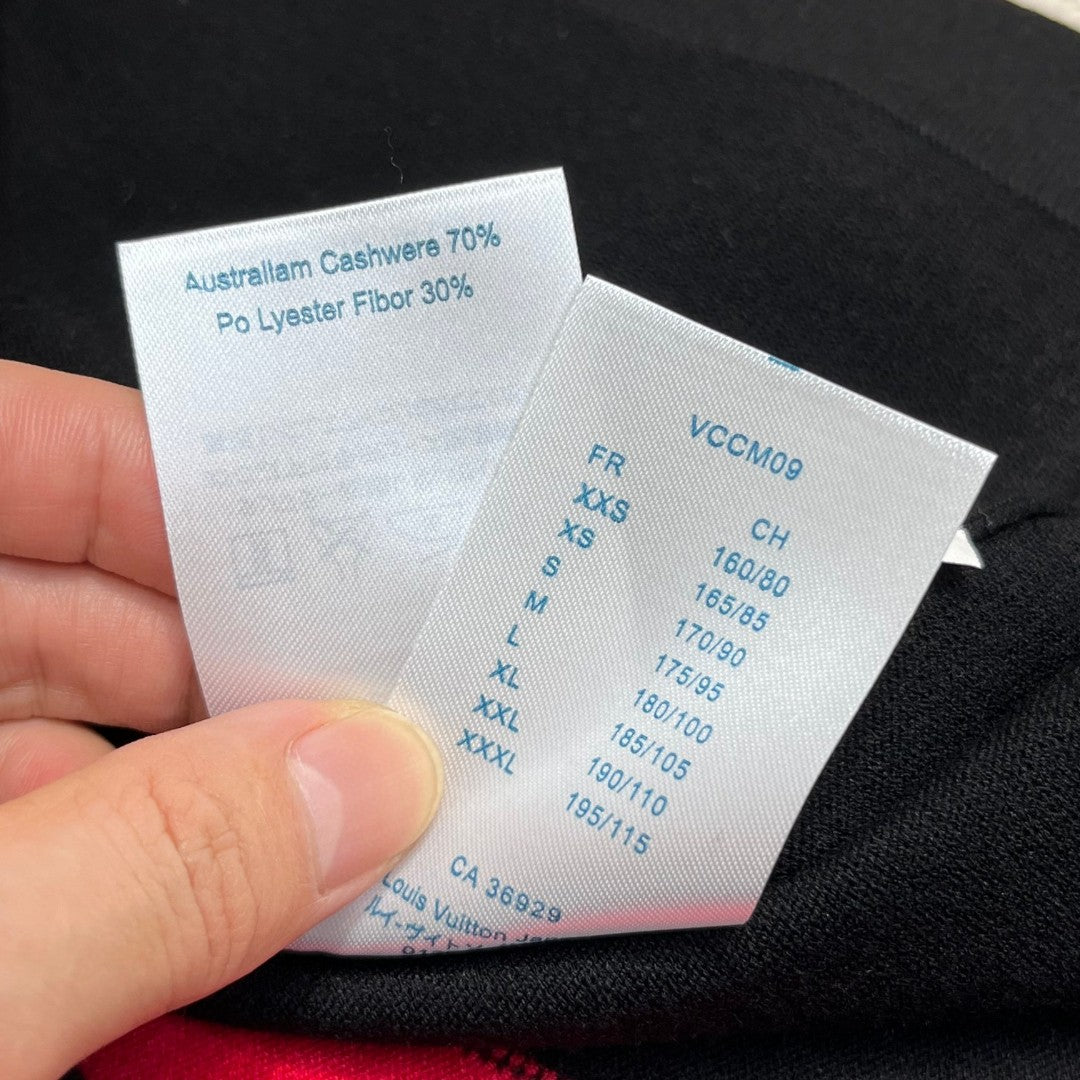 Australlam Cashwere 70%
Po Lyester Fibor 30%
VCCM09
FR CH
XXS 160/80
XS 165/85
S 170/90
M 175/95
L 180/100
XL 185/105
XXL 190/110
XXXL 195/115
CA 36929
Louis Vuitton